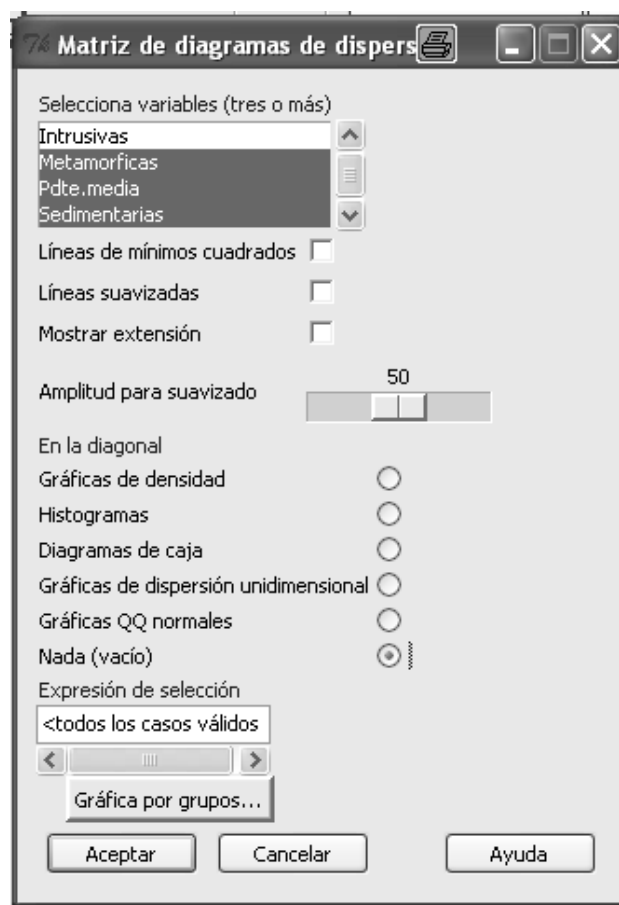 Matriz de diagramas de dispers
Selecciona variables (tres o más)
Intrusivas
Metamorficas
Pdte.media
Sedimentarias
Líneas de mínimos cuadrados
Líneas suavizadas
Mostrar extensión
50
Amplitud para suavizado
En la diagonal
Gráficas de densidad
Histogramas
Diagramas de caja
Gráficas de dispersión unidimensional
Gráficas QQ normales
Nada (vacío)
Expresión de selección
<todos los casos válidos
Gráfica por grupos...
Aceptar Cancelar Ayuda